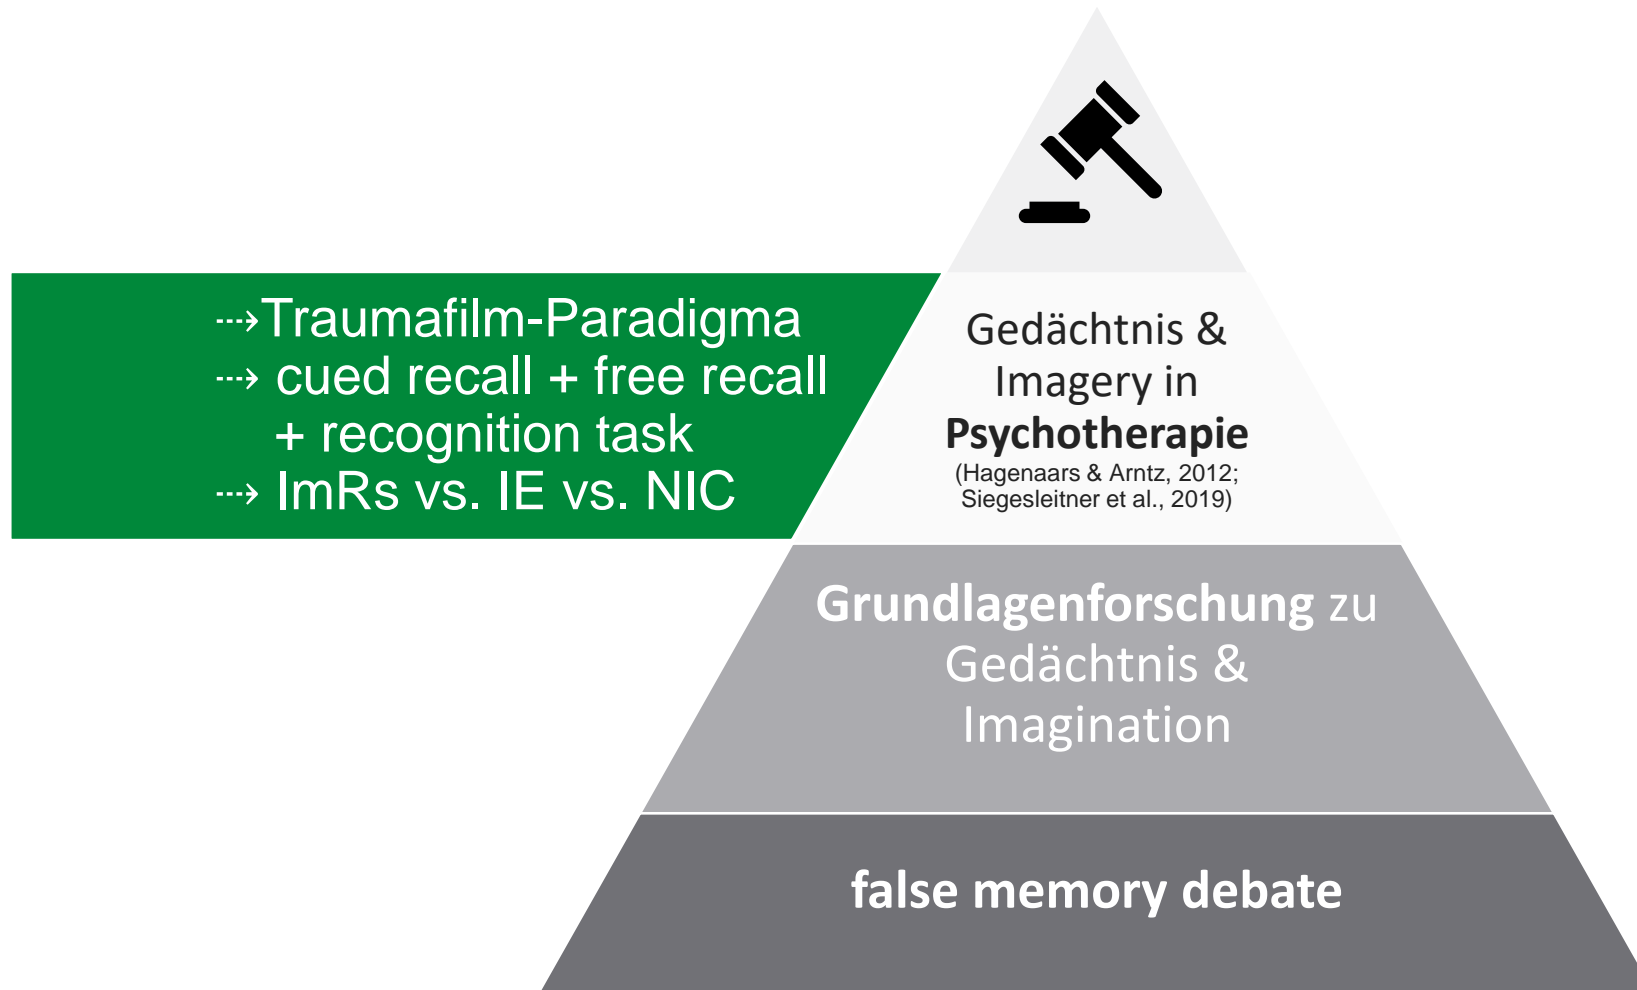 ⤏Traumafilm-Paradigma
⤏ cued recall + free recall
+ recognition task
⤏ ImRs vs. IE vs. NIC
Gedächtnis &
Imagery in
Psychotherapie
(Hagenaars & Arntz, 2012;
Siegesleitner et al., 2019)
Grundlagenforschung zu
Gedächtnis &
Imagination
false memory debate